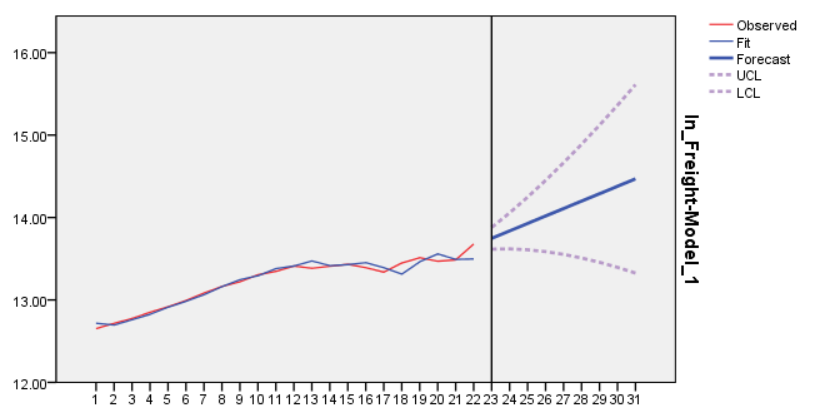 16.00
15.00
14.00
13.00
12.00
1 2 3 4 5 6 7 8 9 10 11 12 13 14 15 16 17 18 19 20 21 22 23 24 25 26 27 28 29 30 31
Observed
Fit
Forecast
UCL
LCL
ln_Freight-Model_1